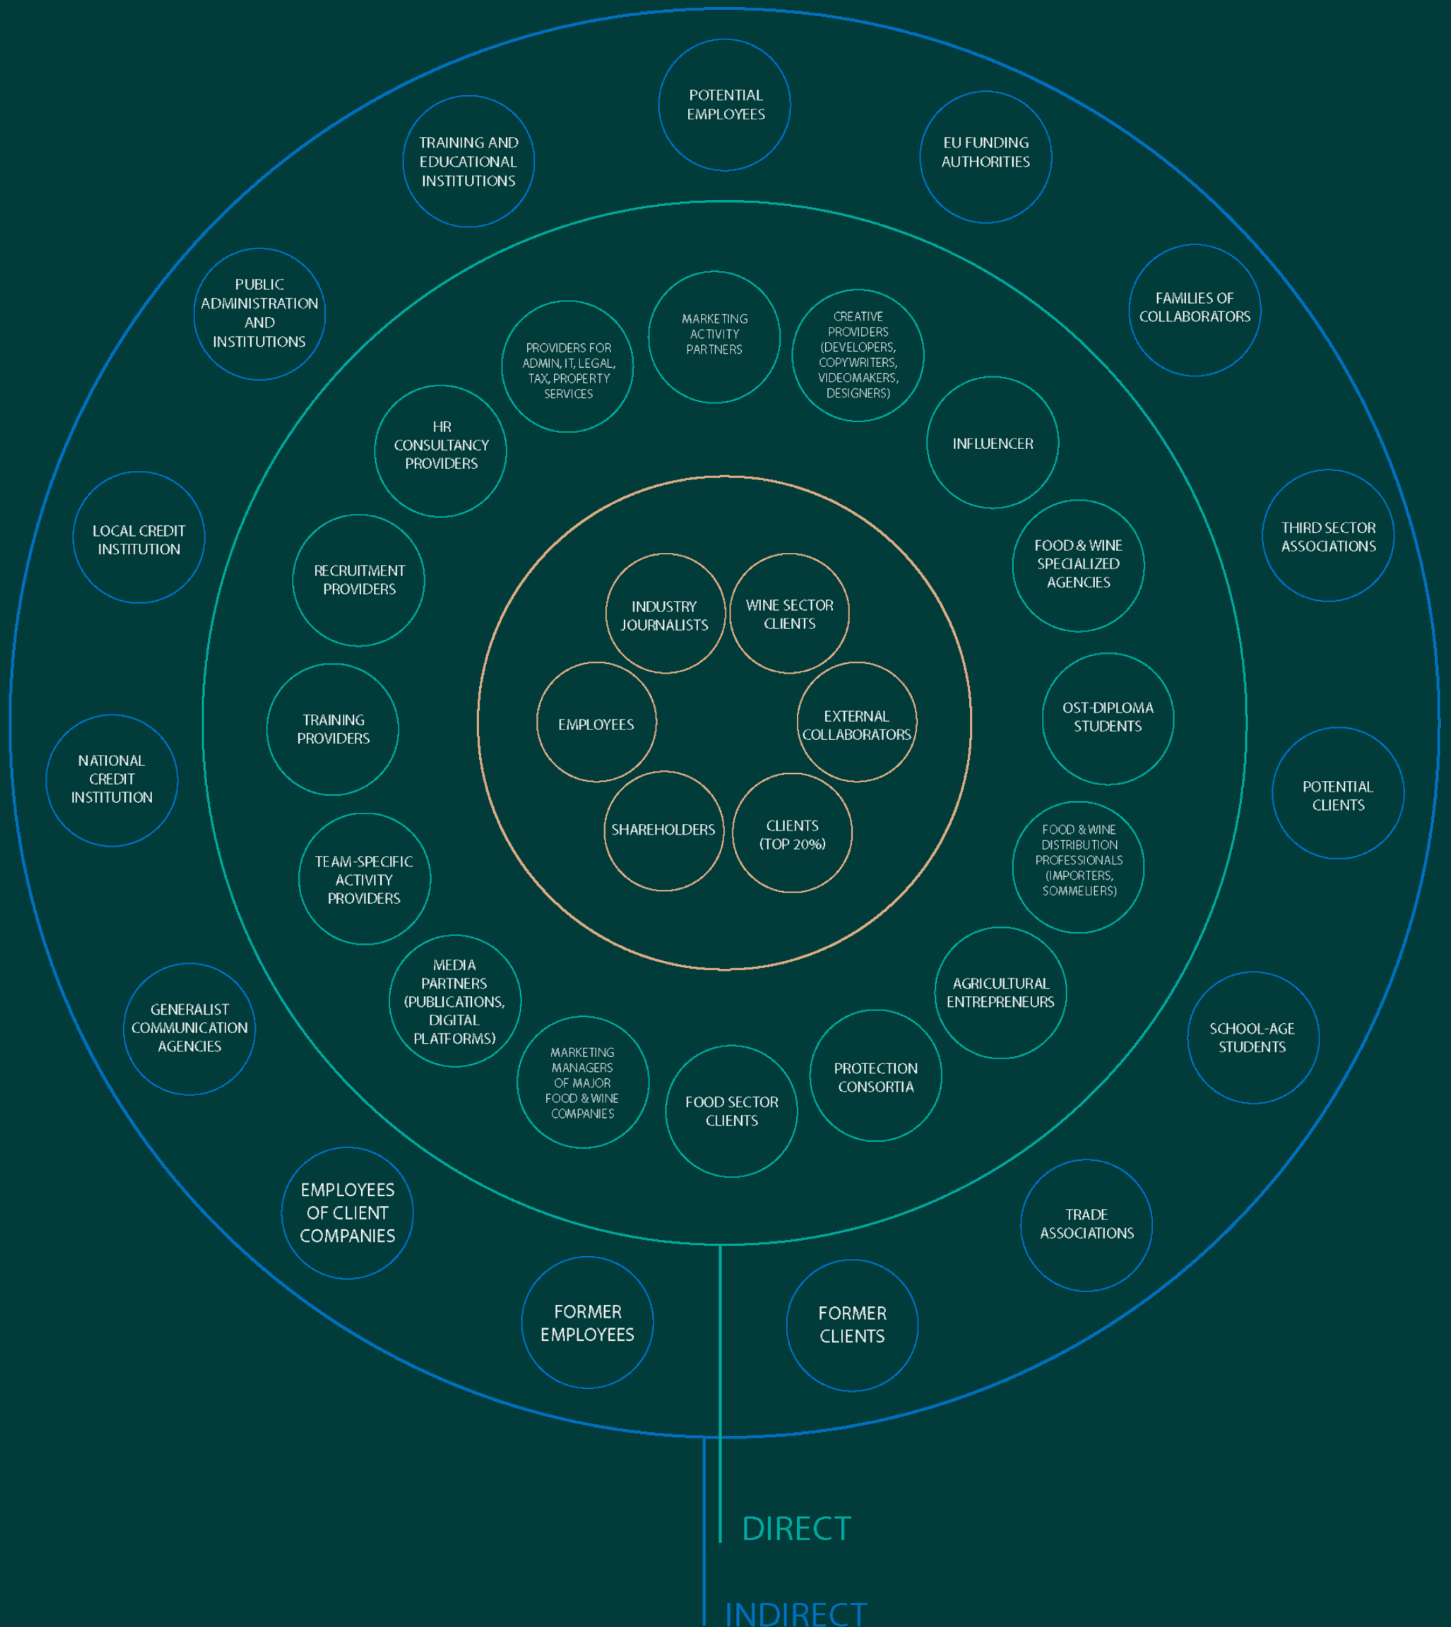 POTENTIAL
EMPLOYEES
EU FUNDING
AUTHORITIES
FAMILIES OF
COLLABORATORS
THIRD SECTOR
ASSOCIATIONS
POTENTIAL
CLIENTS
SCHOOL-AGE
STUDENTS
TRADE
ASSOCIATIONS
FORMER
CLIENTS
FORMER
EMPLOYEES
EMPLOYEES
OF CLIENT
COMPANIES
GENERALIST
COMMUNICATION
AGENCIES
NATIONAL
CREDIT
INSTITUTION
LOCAL CREDIT
INSTITUTION
PUBLIC
ADMINISTRATION
AND
INSTITUTIONS
TRAINING AND
EDUCATIONAL
INSTITUTIONS
MARKETING
ACTIVITY
PARTNERS
CREATIVE
PROVIDERS
(DEVELOPERS,
COPYWRITERS,
VIDEOMAKERS,
DESIGNERS)
INFLUENCER
FOOD & WINE
SPECIALIZED
AGENCIES
OST-DIPLOMA
STUDENTS
FOOD & WINE
DISTRIBUTION
PROFESSIONALS
(IMPORTERS,
SOMMELIERS)
AGRICULTURAL
ENTREPRENEURS
PROTECTION
CONSORTIA
FOOD SECTOR
CLIENTS
MARKETING
MANAGERS
OF MAJOR
FOOD & WINE
COMPANIES
MEDIA
PARTNERS
(PUBLICATIONS,
DIGITAL
PLATFORMS)
TEAM-SPECIFIC
ACTIVITY
PROVIDERS
TRAINING
PROVIDERS
RECRUITMENT
PROVIDERS
HR
CONSULTANCY
PROVIDERS
PROVIDERS FOR
ADMIN, IT, LEGAL,
TAX, PROPERTY
SERVICES
INDUSTRY
JOURNALISTS
WINE SECTOR
CLIENTS
EXTERNAL
COLLABORATORS
CLIENTS
(TOP 20%)
SHAREHOLDERS
EMPLOYEES
DIRECT
INDIRECT